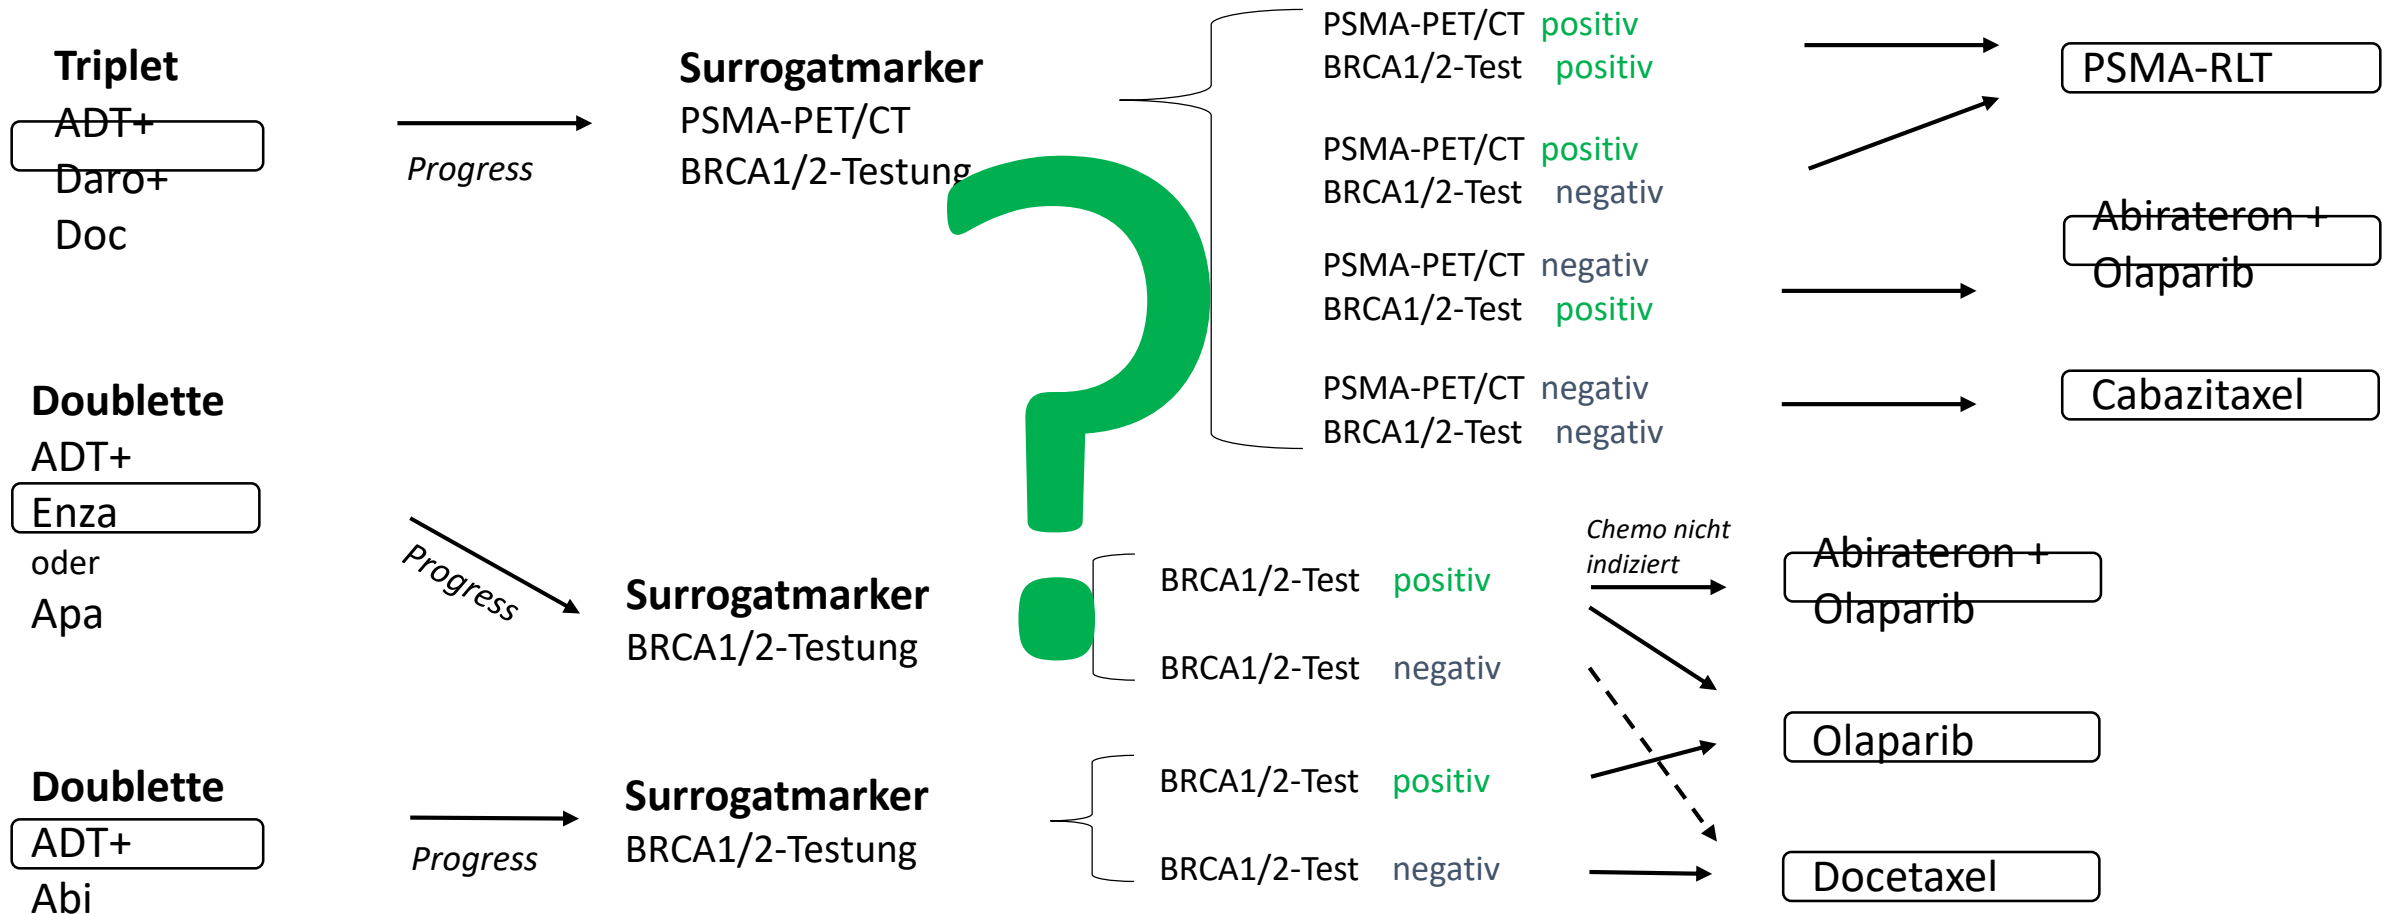 Triplet
ADT+
Daro+
Doc
Progress
Surrogatmarker
PSMA-PET/CT
BRCA1/2-Testung
?
PSMA-PET/CT positiv
BRCA1/2-Test positiv
PSMA-PET/CT positiv
BRCA1/2-Test negativ
PSMA-PET/CT negativ
BRCA1/2-Test positiv
PSMA-PET/CT negativ
BRCA1/2-Test negativ
PSMA-RLT
Abirateron +
Olaparib
Cabazitaxel
Doublette
ADT+
Enza
oder
Apa
Progress
Surrogatmarker
BRCA1/2-Testung
BRCA1/2-Test positiv
BRCA1/2-Test negativ
Chemo nicht
indiziert
Abirateron +
Olaparib
Olaparib
Doublette
ADT+
Abi
Progress
Surrogatmarker
BRCA1/2-Testung
BRCA1/2-Test positiv
BRCA1/2-Test negativ
Docetaxel